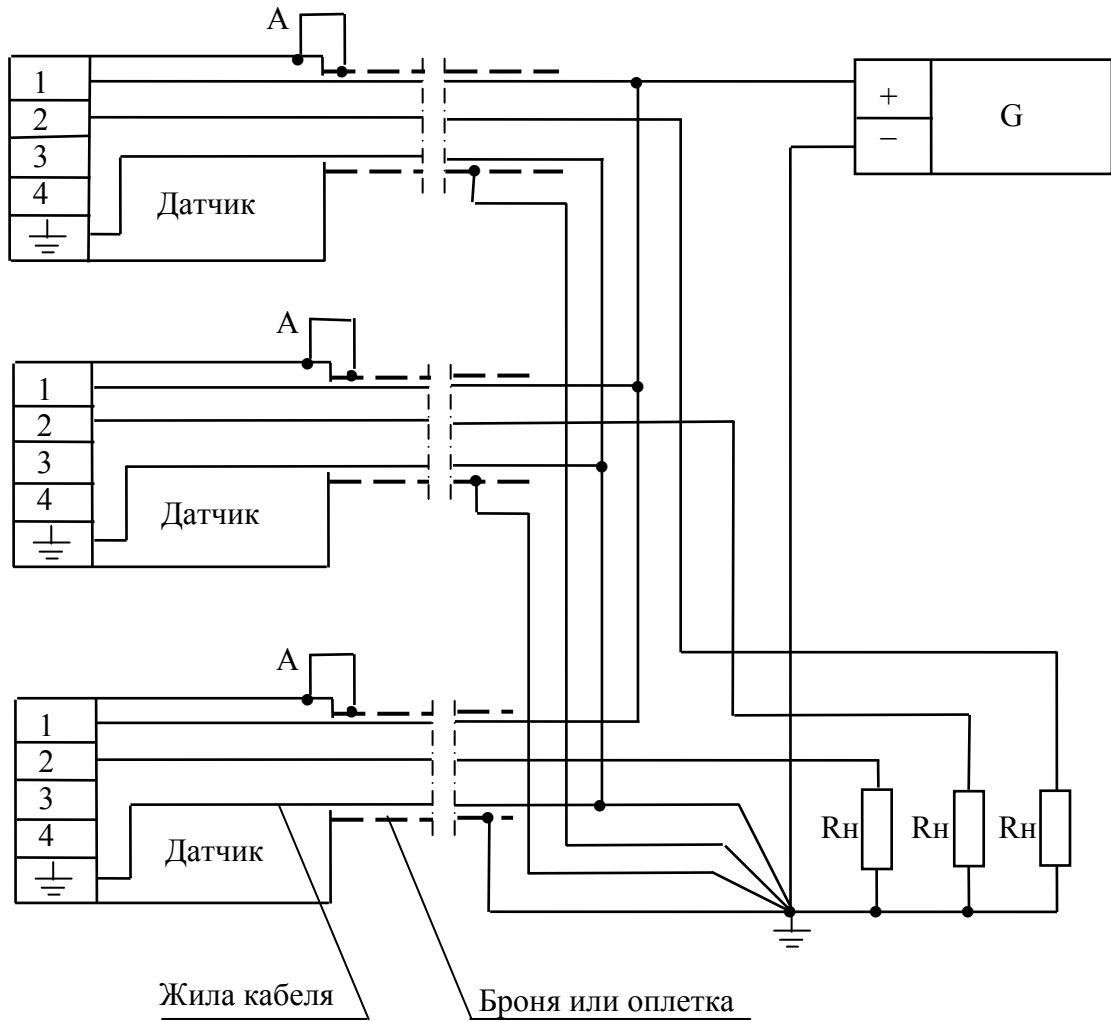 А
1
2
3
4
Датчик
+
−
G
А
1
2
3
4
Датчик
А
1
2
3
4
Датчик
Rн
Rн
Rн
Жила кабеля
Броня или оплетка